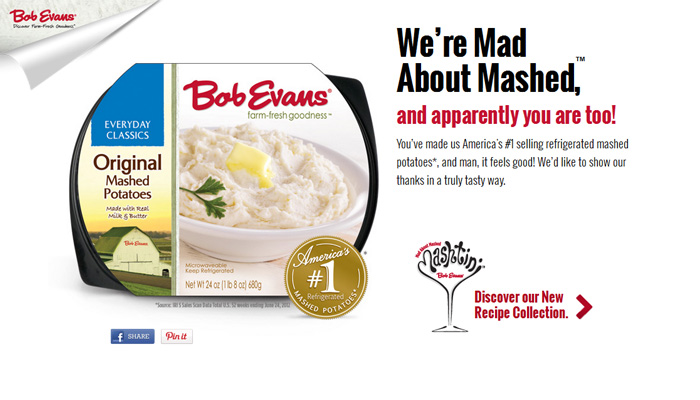 Bob Evans®
Discover Farm-Fresh Goodness™
We're Mad
About Mashed,™
and apparently you are too!
You've made us America's #1 selling refrigerated mashed
potatoes*, and man, it feels good! We'd like to show our
thanks in a truly tasty way.
EVERYDAY
CLASSICS
Original
Mashed
Potatoes
Made with Real
Milk & Butter
Bob Evans
Bob Evans®
farm-fresh goodness™
Microwaveable
Keep Refrigerated
Net Wt 24 oz (1 lb 8 oz) 680g
America's
#1
Refrigerated
MASHED POTATOES*
Mashtini
Bob Evans
Discover our New
Recipe Collection.
SHARE
Pin it